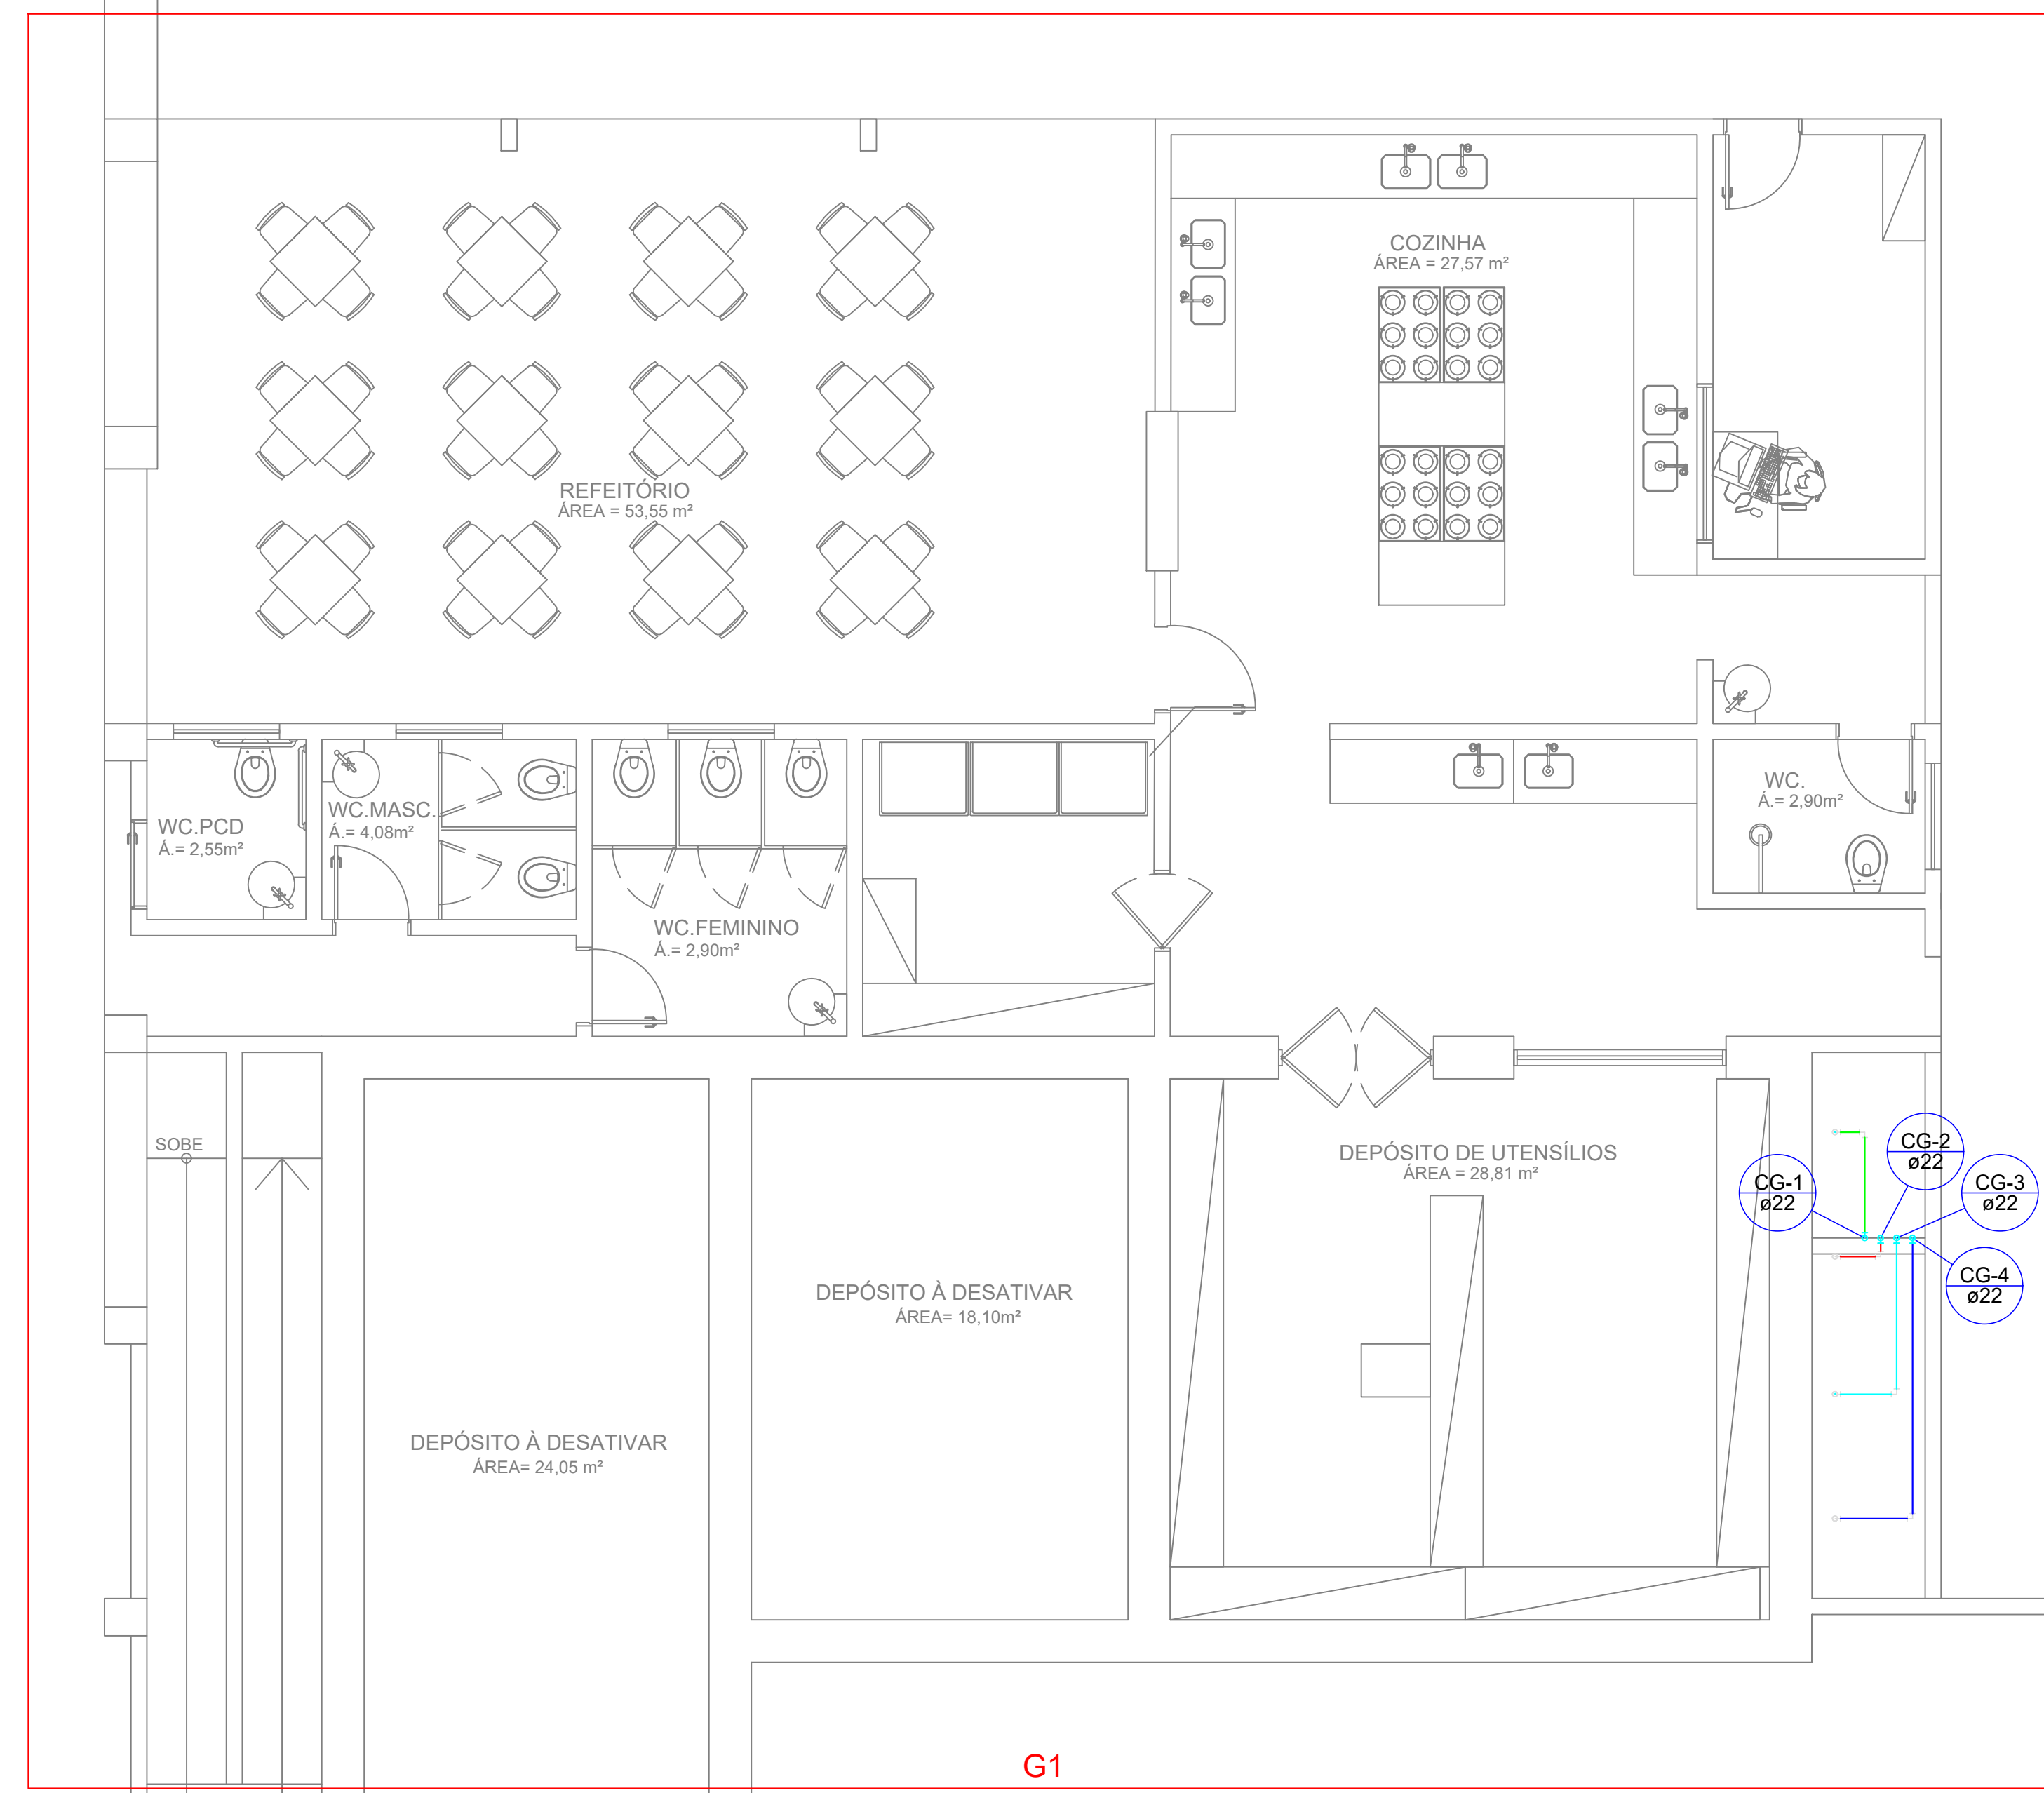 COZINHA
ÁREA = 27,57 m²
REFEITÓRIO
ÁREA = 53,55 m²
WC.PCD
Á.= 2,55m²
WC.MASC.
Á.= 4,08m²
WC.
Á.= 2,90m²
WC.FEMININO
Á.= 2,90m²
SOBE
DEPÓSITO DE UTENSÍLIOS
ÁREA = 28,81 m²
CG-1
ø22
CG-2
ø22
CG-3
ø22
CG-4
ø22
DEPÓSITO À DESATIVAR
ÁREA= 18,10m²
DEPÓSITO À DESATIVAR
ÁREA= 24,05 m²
G1